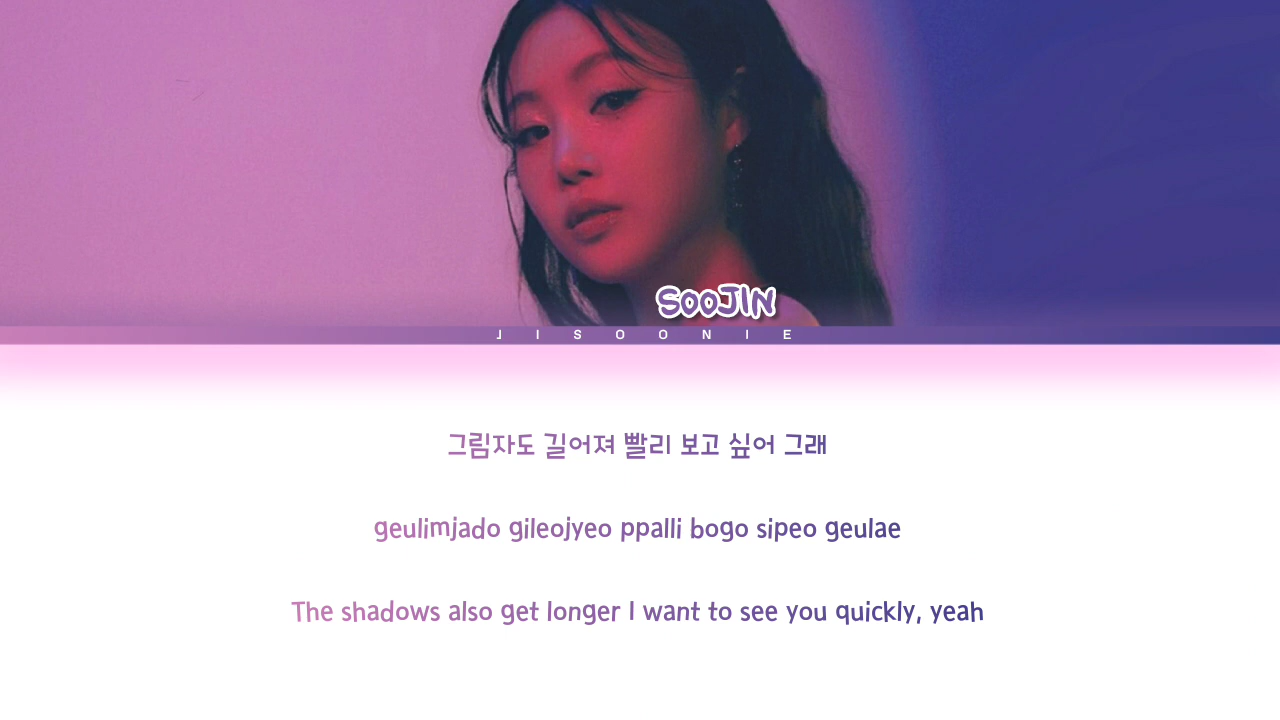 SOOJIN
JISOONIE
그림자도 길어져 빨리 보고 싶어 그래
geulimjado gileojyeo ppalli bogo sipeo geulae
The shadows also get longer I want to see you quickly, yeah